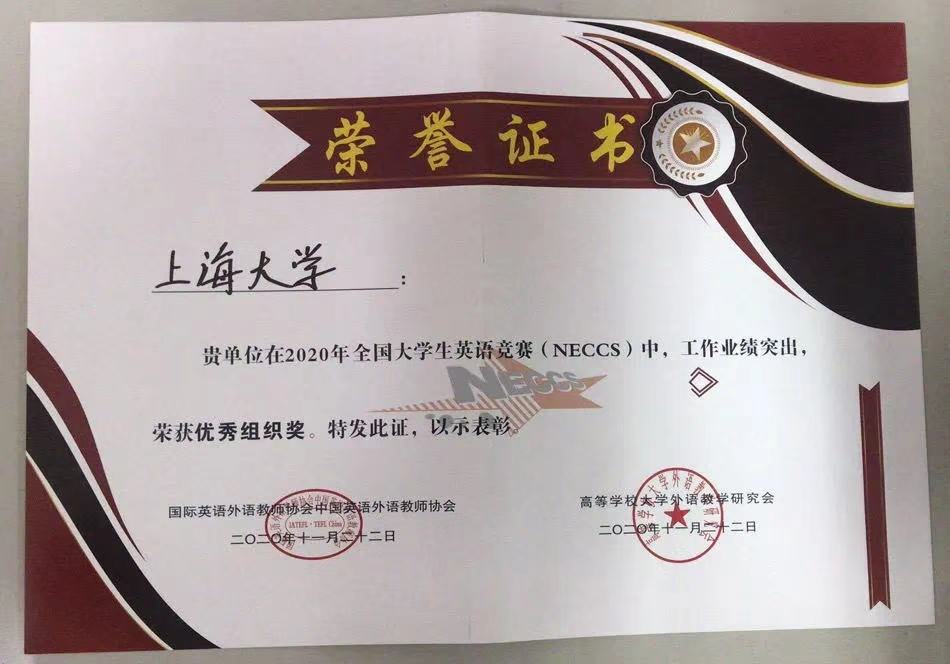 荣誉证书
上海大学：
贵单位在2020年全国大学生英语竞赛（NECCS）中，工作业绩突出，
NECCS
荣获优秀组织奖。特发此证，以示表彰。
国际英语外语教师协会中国英语外语教师协会
IATEFL·TEFL China
二〇二〇年十一月二十二日
高等学校大学外语教学研究会
二〇二〇年十一月二十二日